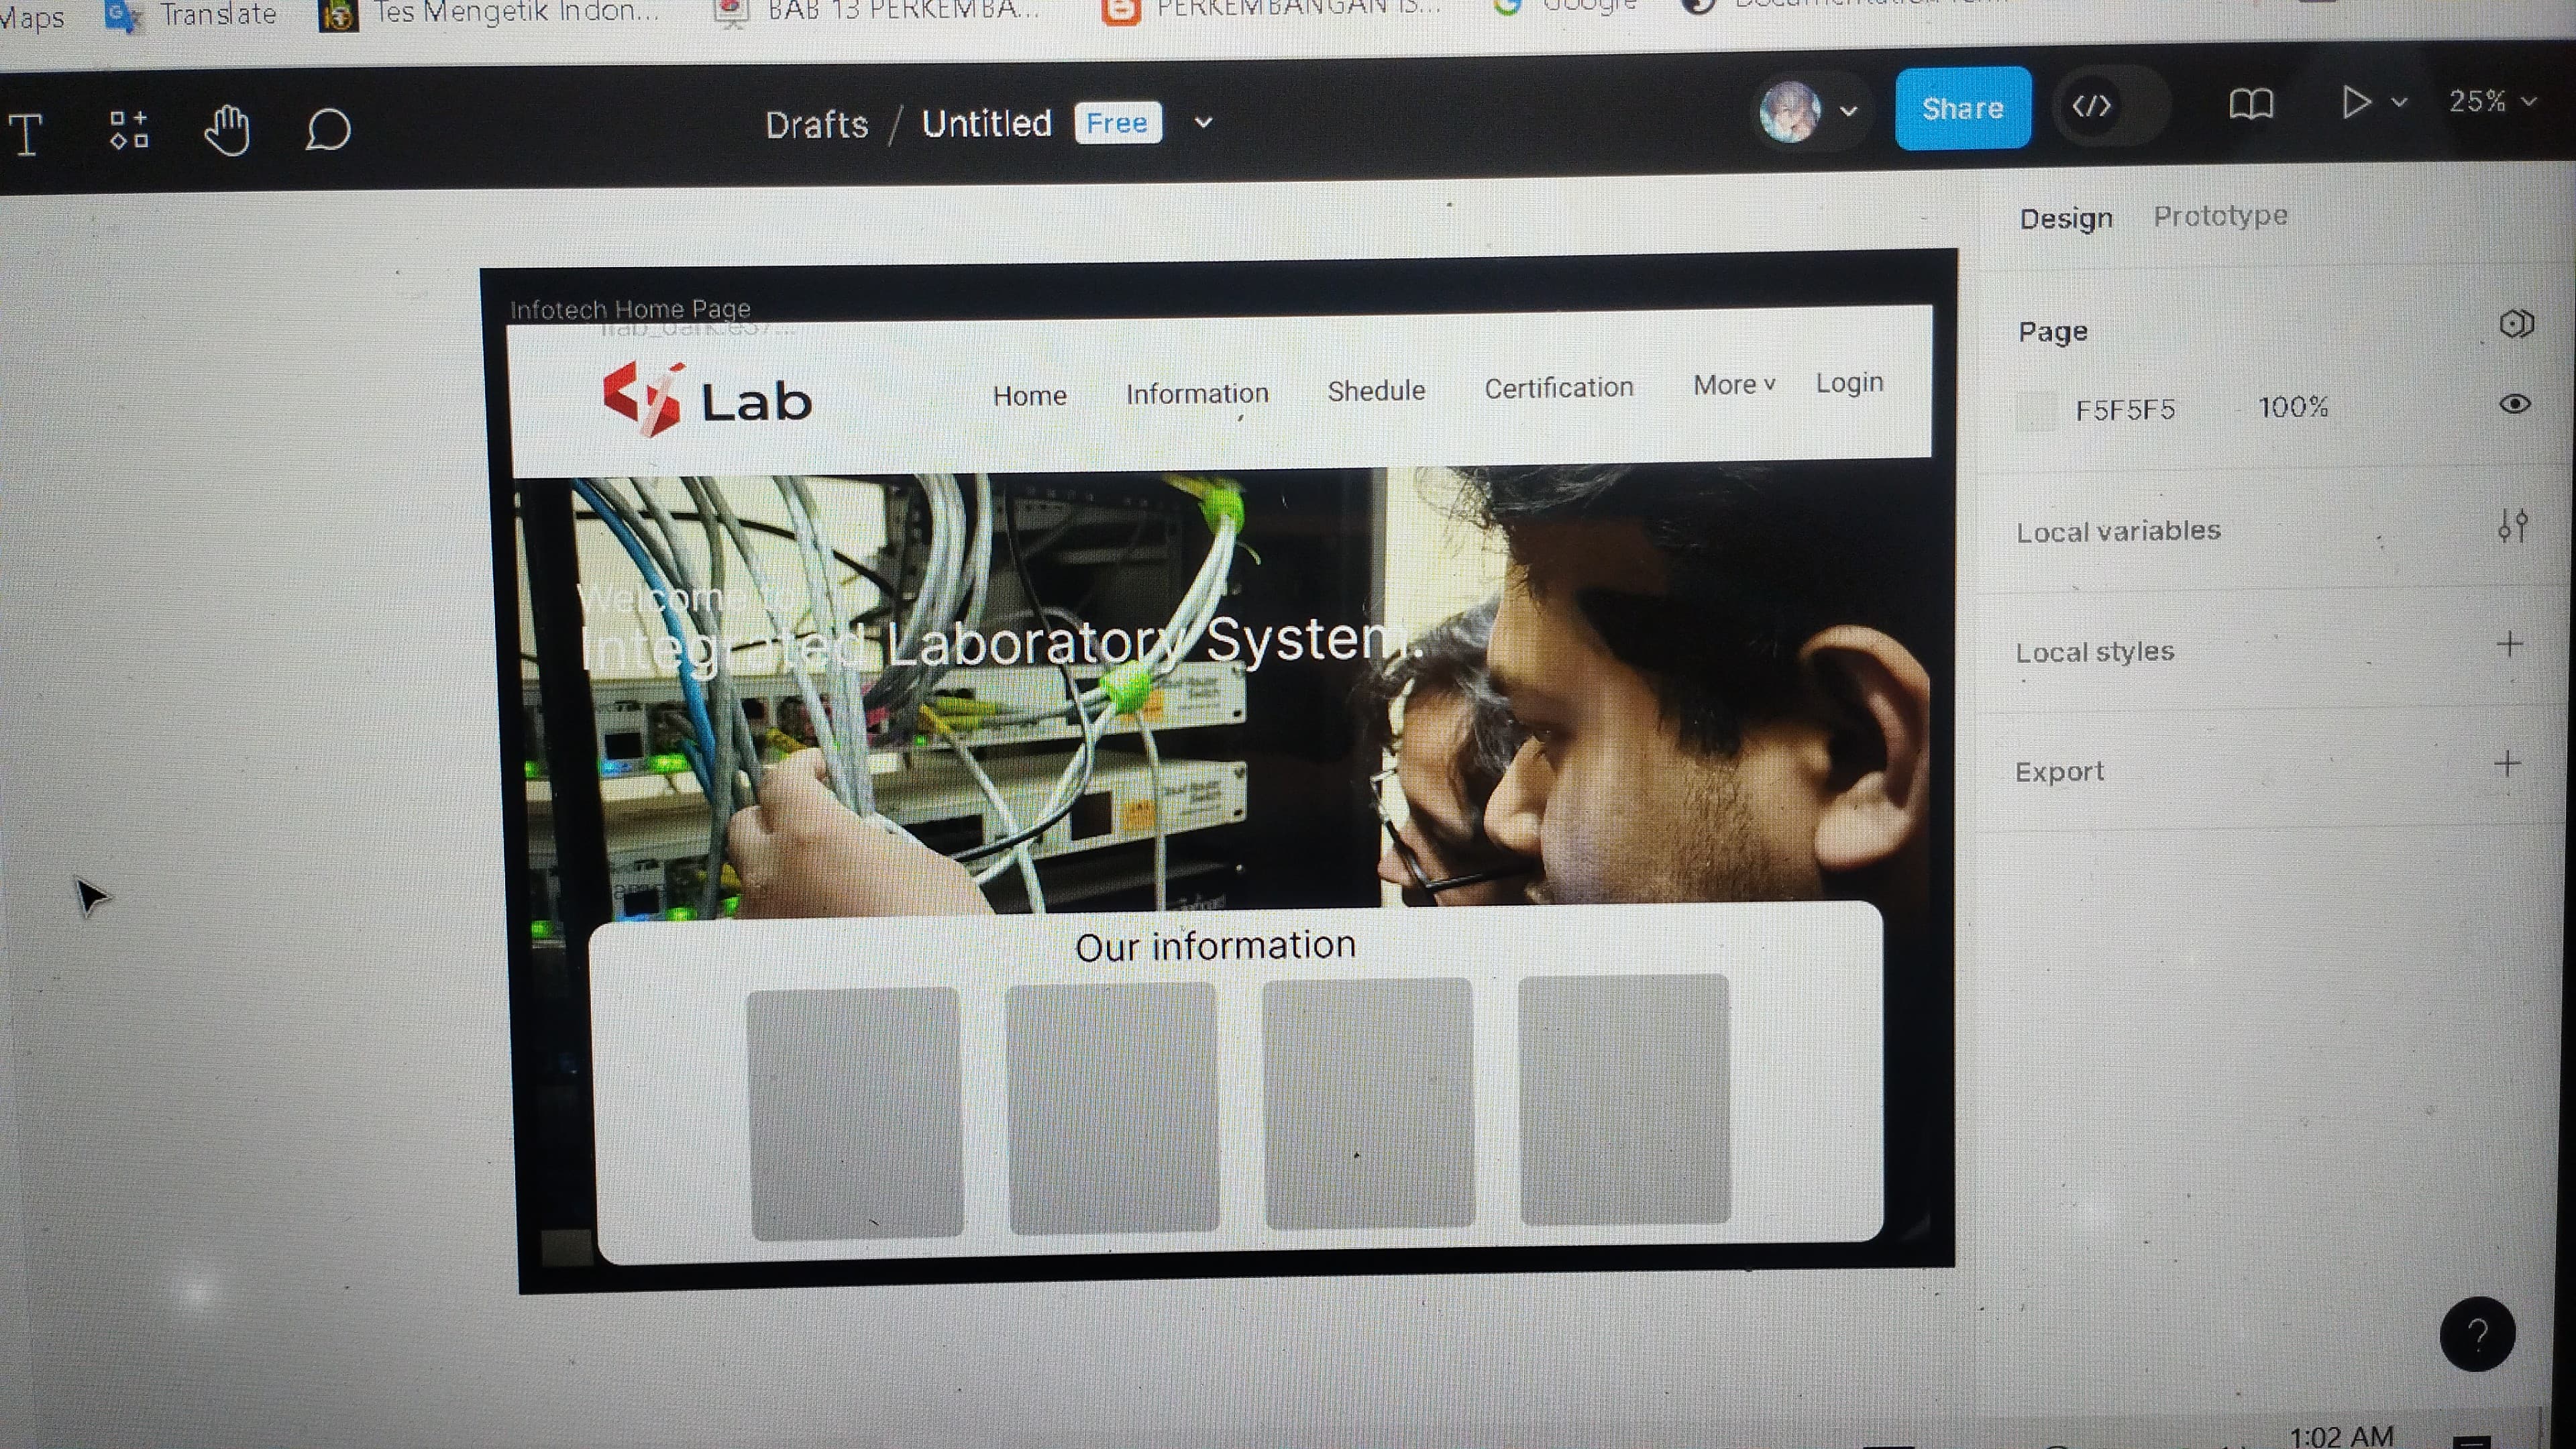 Maps Translate Tes Mengetik Indon... BAB 13 PERKEMBA... PERKEMBANGAN IS... Google
T Drafts / Untitled Free Share </> 25%
Design Prototype
Infotech Home Page
Page
Lab Home Information Shedule Certification More v Login
F5F5F5 100%
Local variables
Welcome to
Integrated Laboratory System.
Local styles
Export
Our information
?
1:02 AM